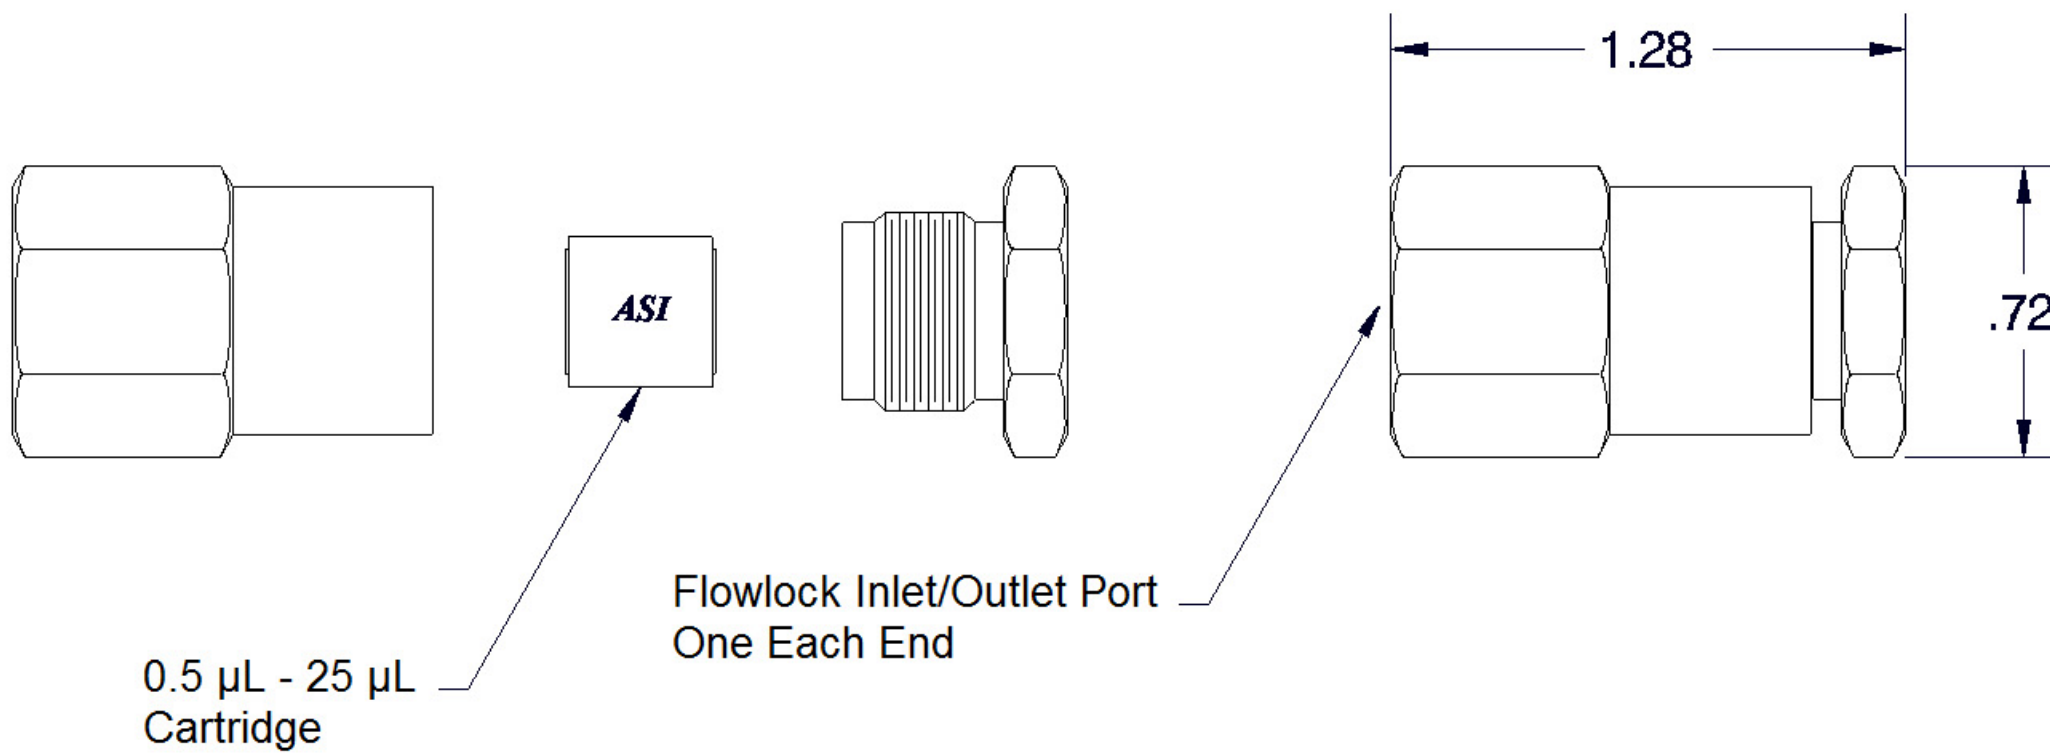 1.28
ASI
.72
Flowlock Inlet/Outlet Port
One Each End
0.5 µL - 25 µL
Cartridge